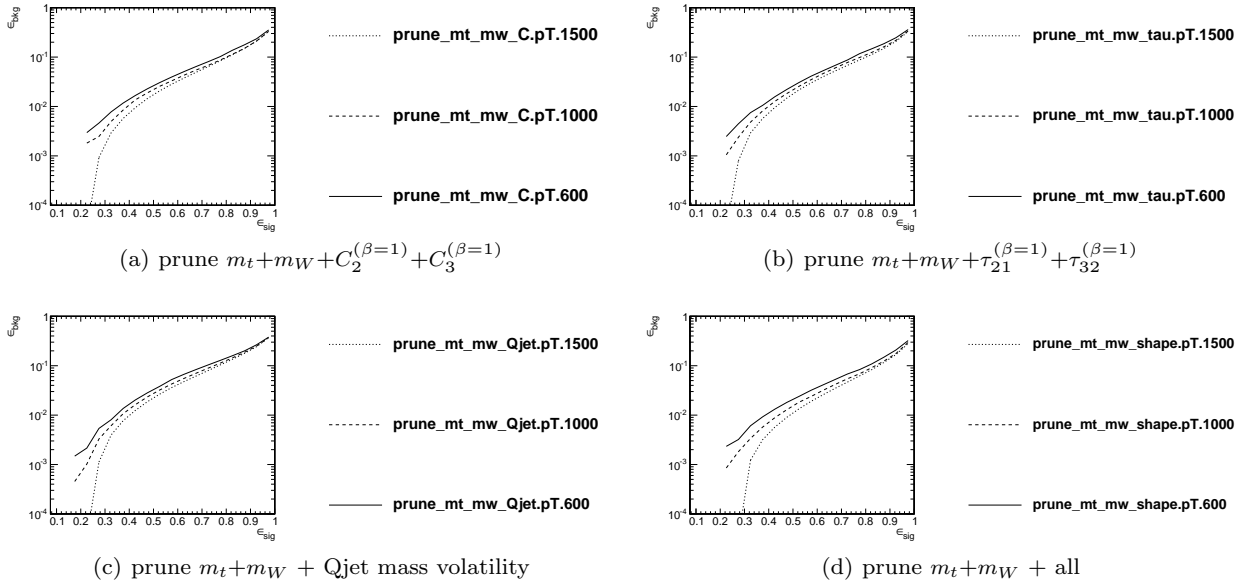 ϵbkg
1
10⁻¹
10⁻²
10⁻³
10⁻⁴
0.1 0.2 0.3 0.4 0.5 0.6 0.7 0.8 0.9 1
ϵsig
prune_mt_mw_C.pT.1500
prune_mt_mw_C.pT.1000
prune_mt_mw_C.pT.600
(a) prune m_t+m_W+C_2^(β=1)+C_3^(β=1)
ϵbkg
1
10⁻¹
10⁻²
10⁻³
10⁻⁴
0.1 0.2 0.3 0.4 0.5 0.6 0.7 0.8 0.9 1
ϵsig
prune_mt_mw_tau.pT.1500
prune_mt_mw_tau.pT.1000
prune_mt_mw_tau.pT.600
(b) prune m_t+m_W+τ_21^(β=1)+τ_32^(β=1)
ϵbkg
1
10⁻¹
10⁻²
10⁻³
10⁻⁴
0.1 0.2 0.3 0.4 0.5 0.6 0.7 0.8 0.9 1
ϵsig
prune_mt_mw_Qjet.pT.1500
prune_mt_mw_Qjet.pT.1000
prune_mt_mw_Qjet.pT.600
(c) prune m_t+m_W + Qjet mass volatility
ϵbkg
1
10⁻¹
10⁻²
10⁻³
10⁻⁴
0.1 0.2 0.3 0.4 0.5 0.6 0.7 0.8 0.9 1
ϵsig
prune_mt_mw_shape.pT.1500
prune_mt_mw_shape.pT.1000
prune_mt_mw_shape.pT.600
(d) prune m_t+m_W + all